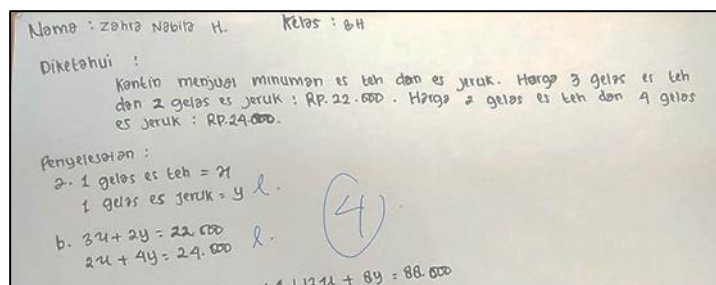 Nama : Zahra Nabila H. Kelas : 8H
Diketahui :
Kantin menjual minuman es teh dan es jeruk. Harga 3 gelas es teh
dan 2 gelas es jeruk : RP. 22.000. Harga 2 gelas es teh dan 4 gelas
es jeruk : RP.24.000.
Penyelesaian :
a. 1 gelas es teh = x
1 gelas es jeruk = y
4
b. 3x + 2y = 22.000
2x + 4y = 24.000
12x + 8y = 88.000